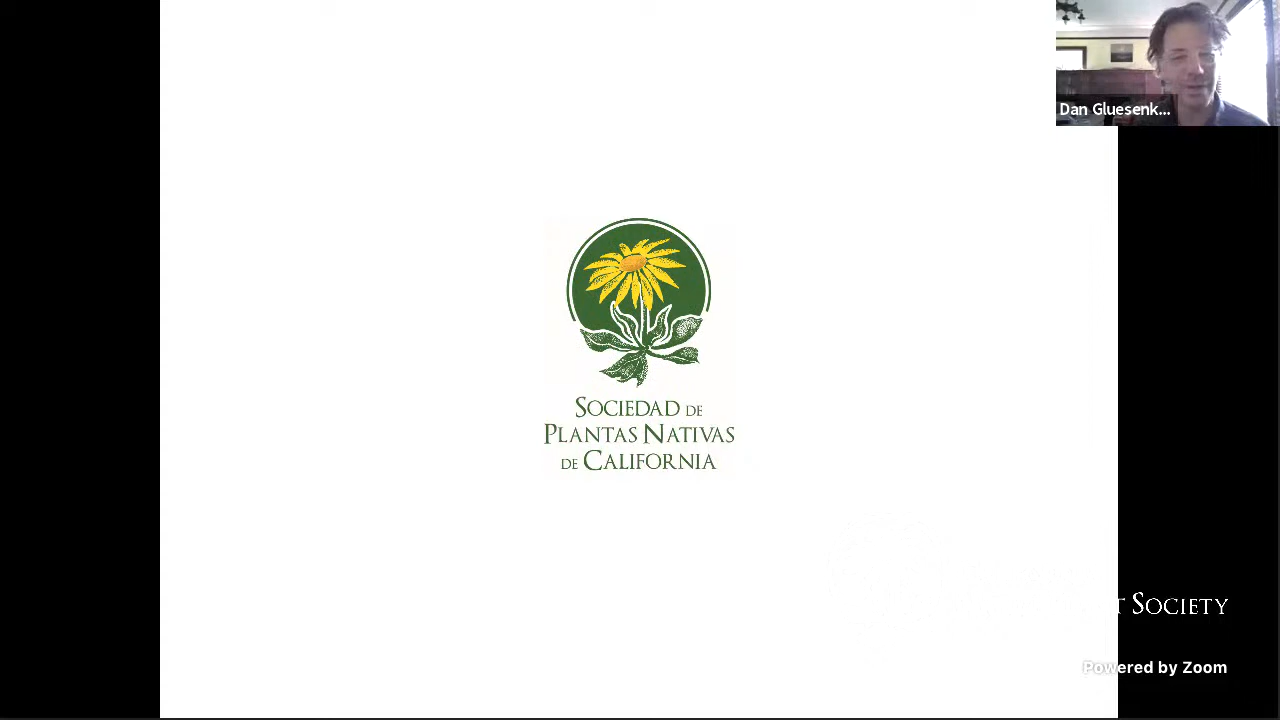 Dan Gluesenk...
SOCIEDAD DE
PLANTAS NATIVAS
DE CALIFORNIA
T SOCIETY
Powered by Zoom